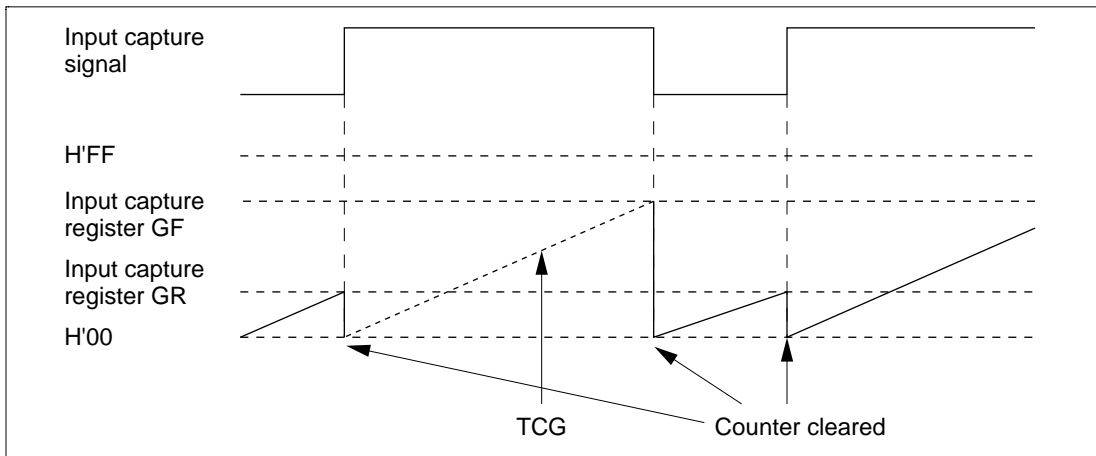 Input capture
signal
H'FF
Input capture
register GF
Input capture
register GR
H'00
TCG
Counter cleared